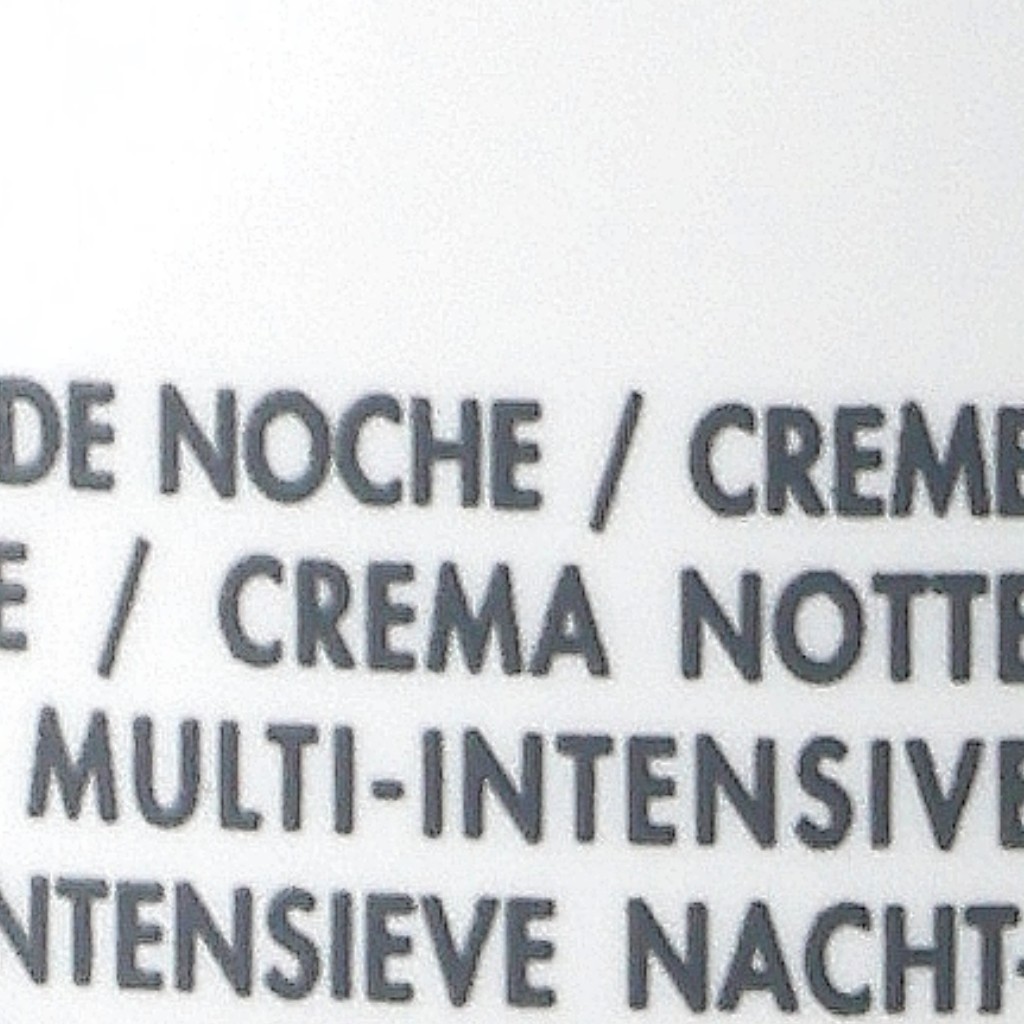 DE NOCHE / CREME
E / CREMA NOTTE
MULTI-INTENSIVE
NTENSIEVE NACHT-